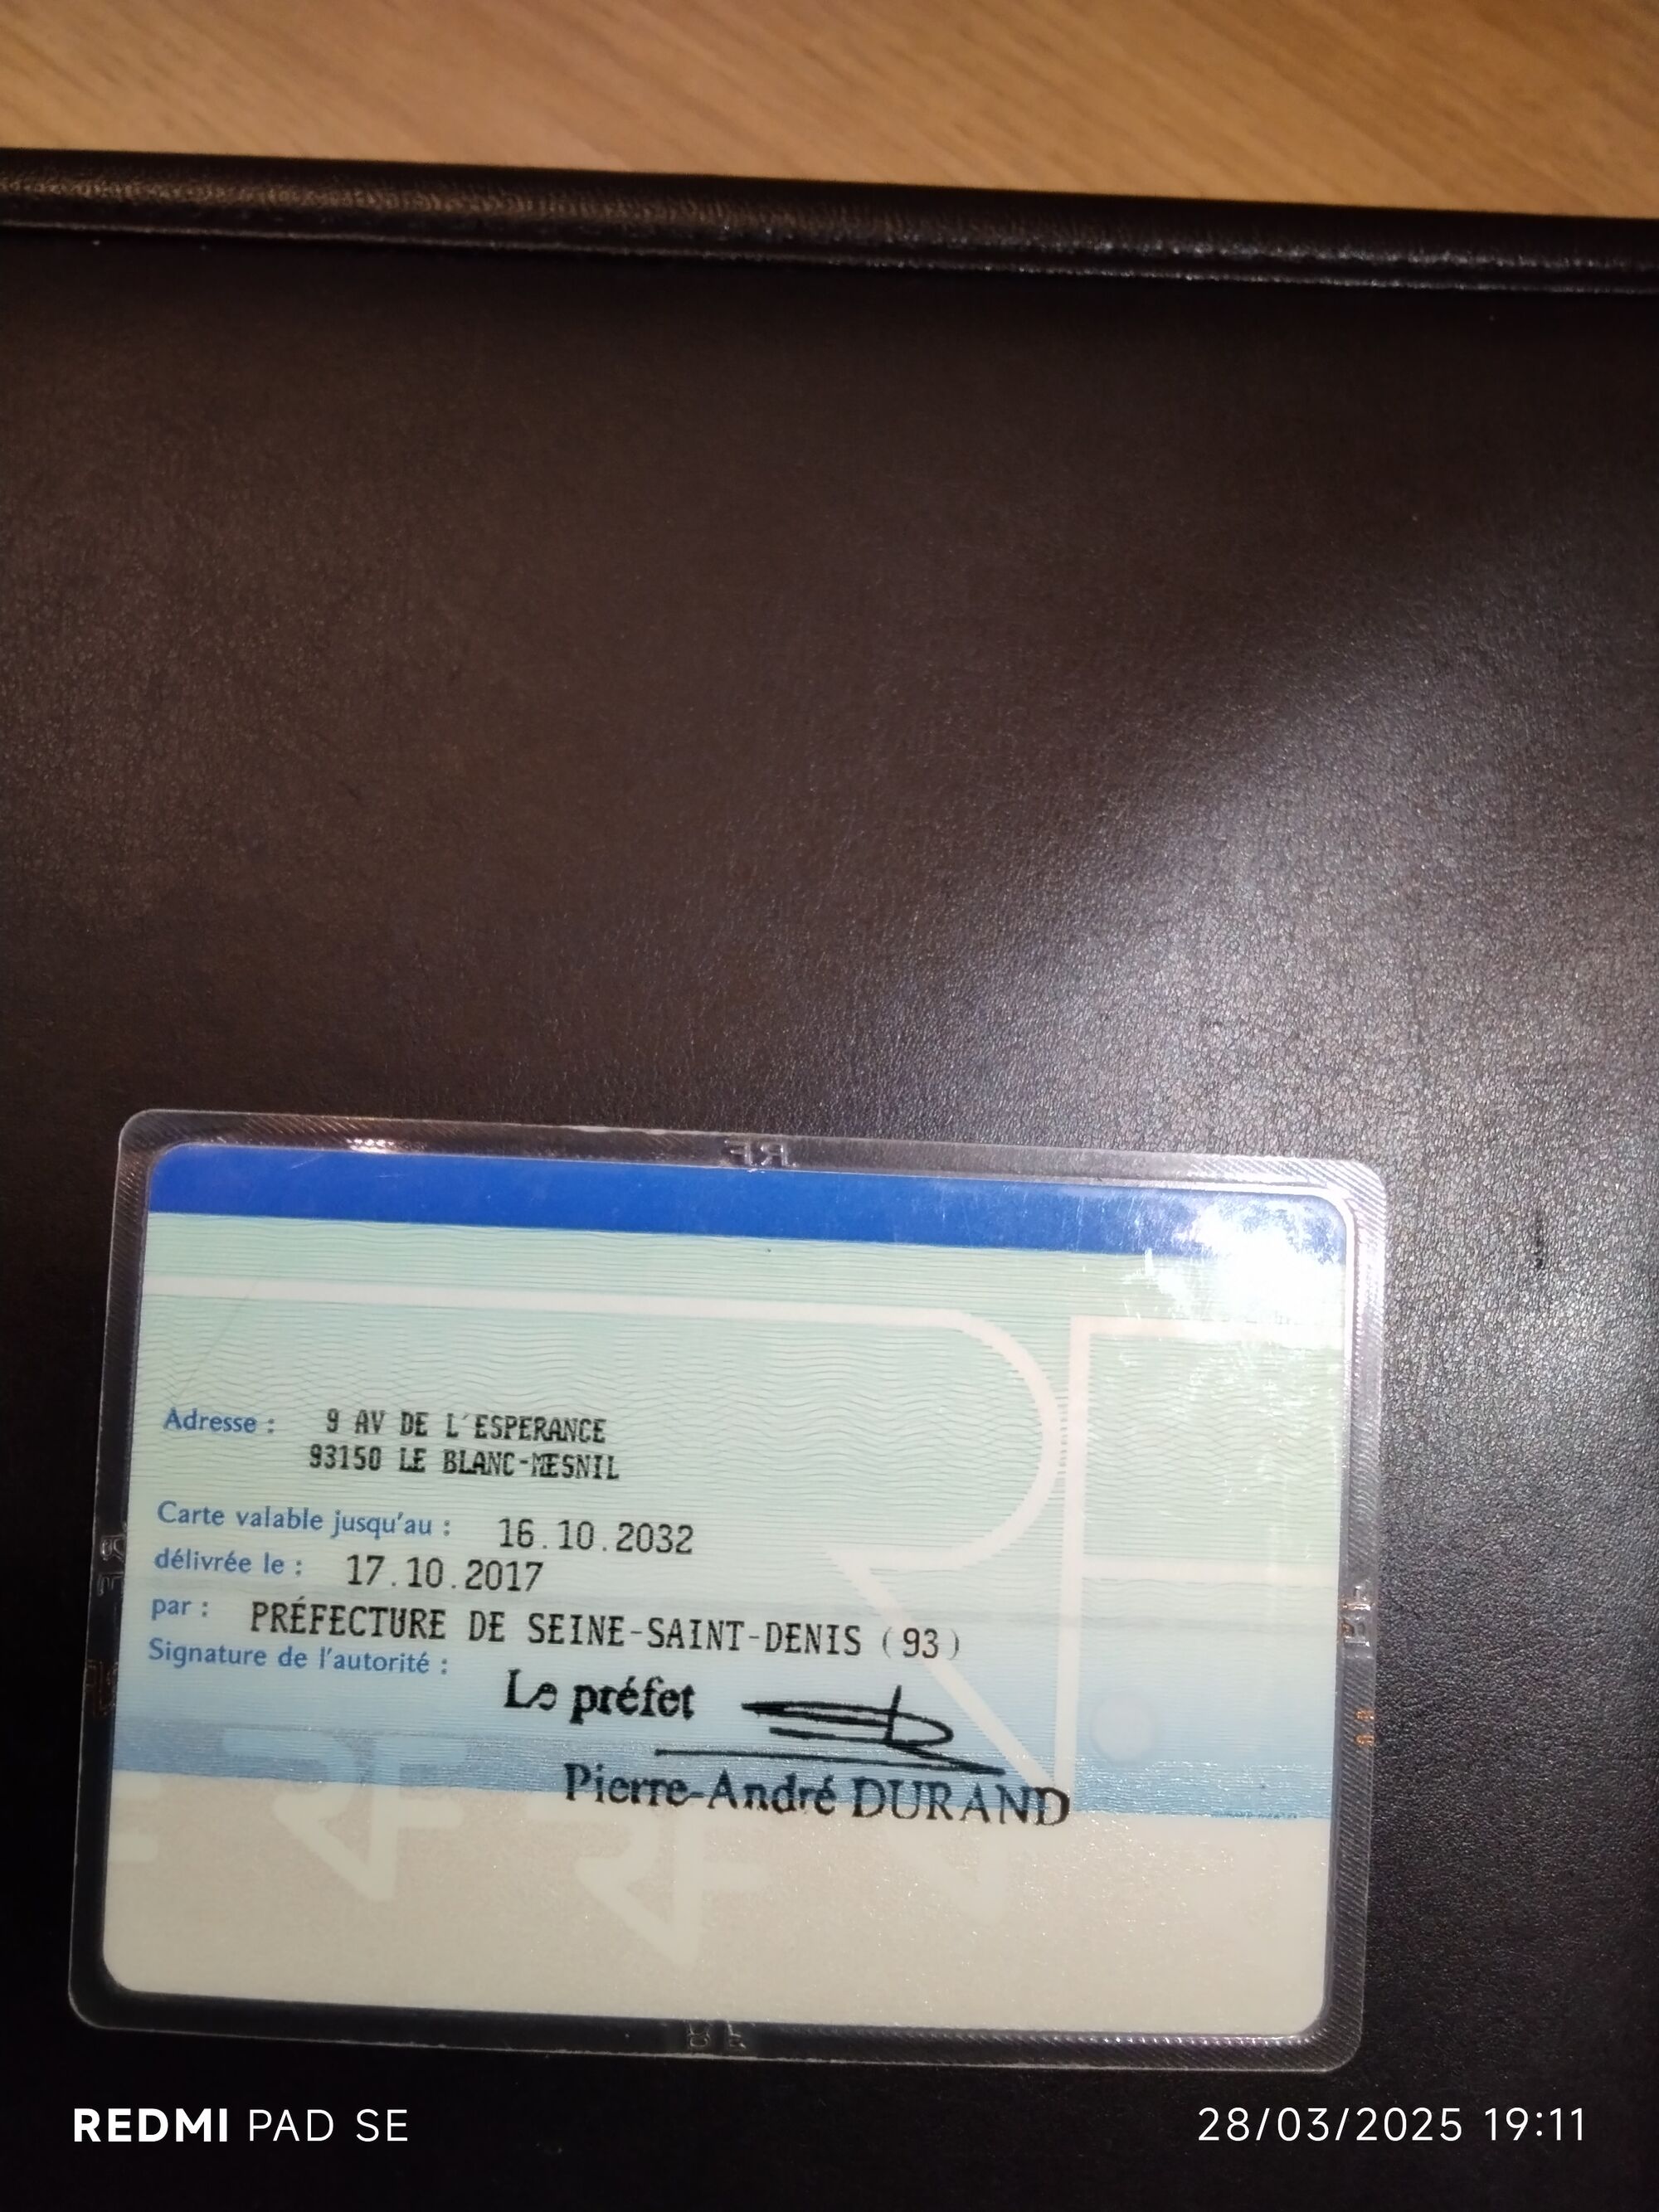 RF
Adresse : 9 AV DE L'ESPERANCE
93150 LE BLANC-MESNIL
Carte valable jusqu'au : 16.10.2032
délivrée le : 17.10.2017
par : PRÉFECTURE DE SEINE-SAINT-DENIS (93)
Signature de l'autorité :
Le préfet
Pierre-André DURAND
REDMI PAD SE
28/03/2025 19:11